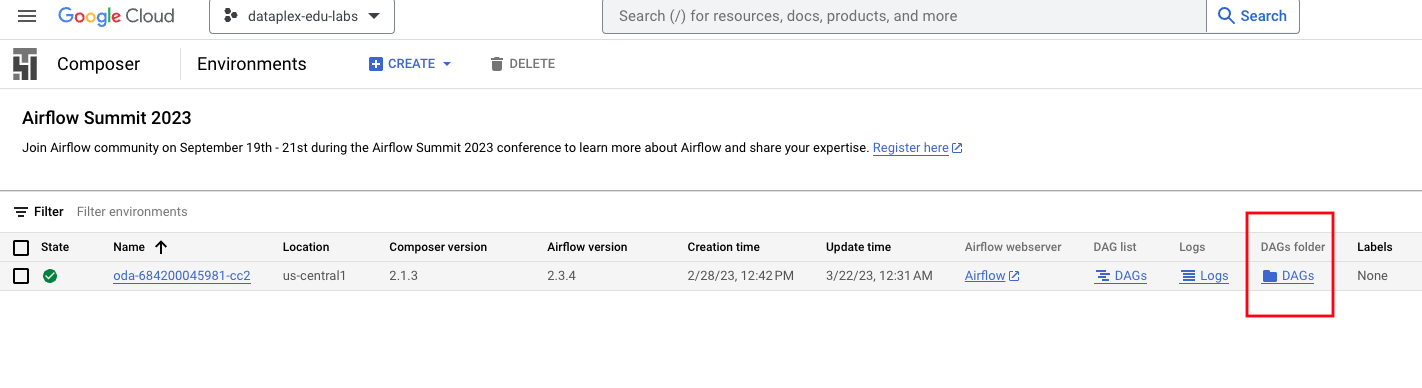 Google Cloud dataplex-edu-labs Search (/) for resources, docs, products, and more Search
Composer Environments CREATE DELETE
Airflow Summit 2023
Join Airflow community on September 19th - 21st during the Airflow Summit 2023 conference to learn more about Airflow and share your expertise. Register here
Filter Filter environments
State Name Location Composer version Airflow version Creation time Update time Airflow webserver DAG list Logs DAGs folder Labels
oda-684200045981-cc2 us-central1 2.1.3 2.3.4 2/28/23, 12:42 PM 3/22/23, 12:31 AM Airflow DAGs Logs DAGs None